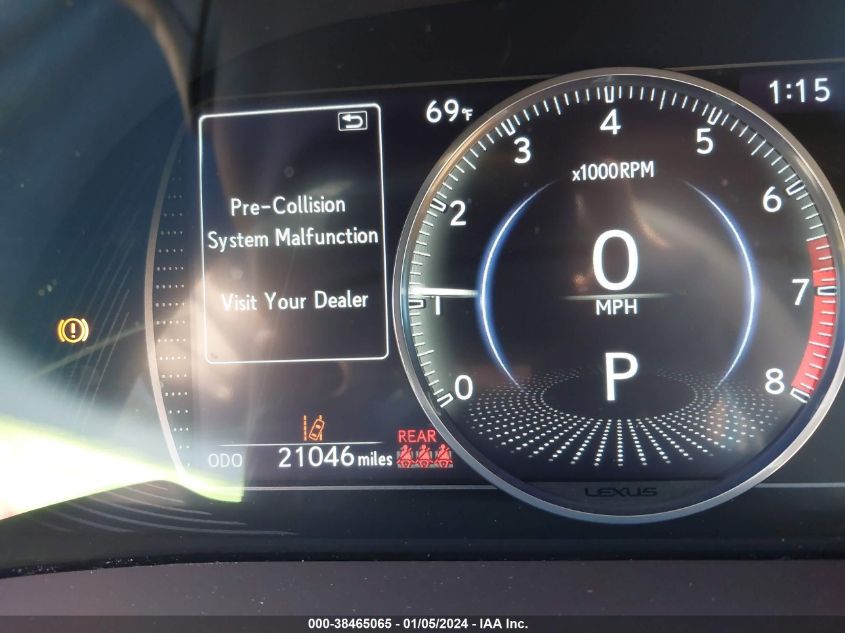 69°F
1:15
Pre-Collision
System Malfunction
Visit Your Dealer
0
1
2
3
4
5
6
7
8
x1000RPM
0
MPH
P
ODO 21046 miles
REAR
LEXUS
000-38465065 - 01/05/2024 - IAA Inc.